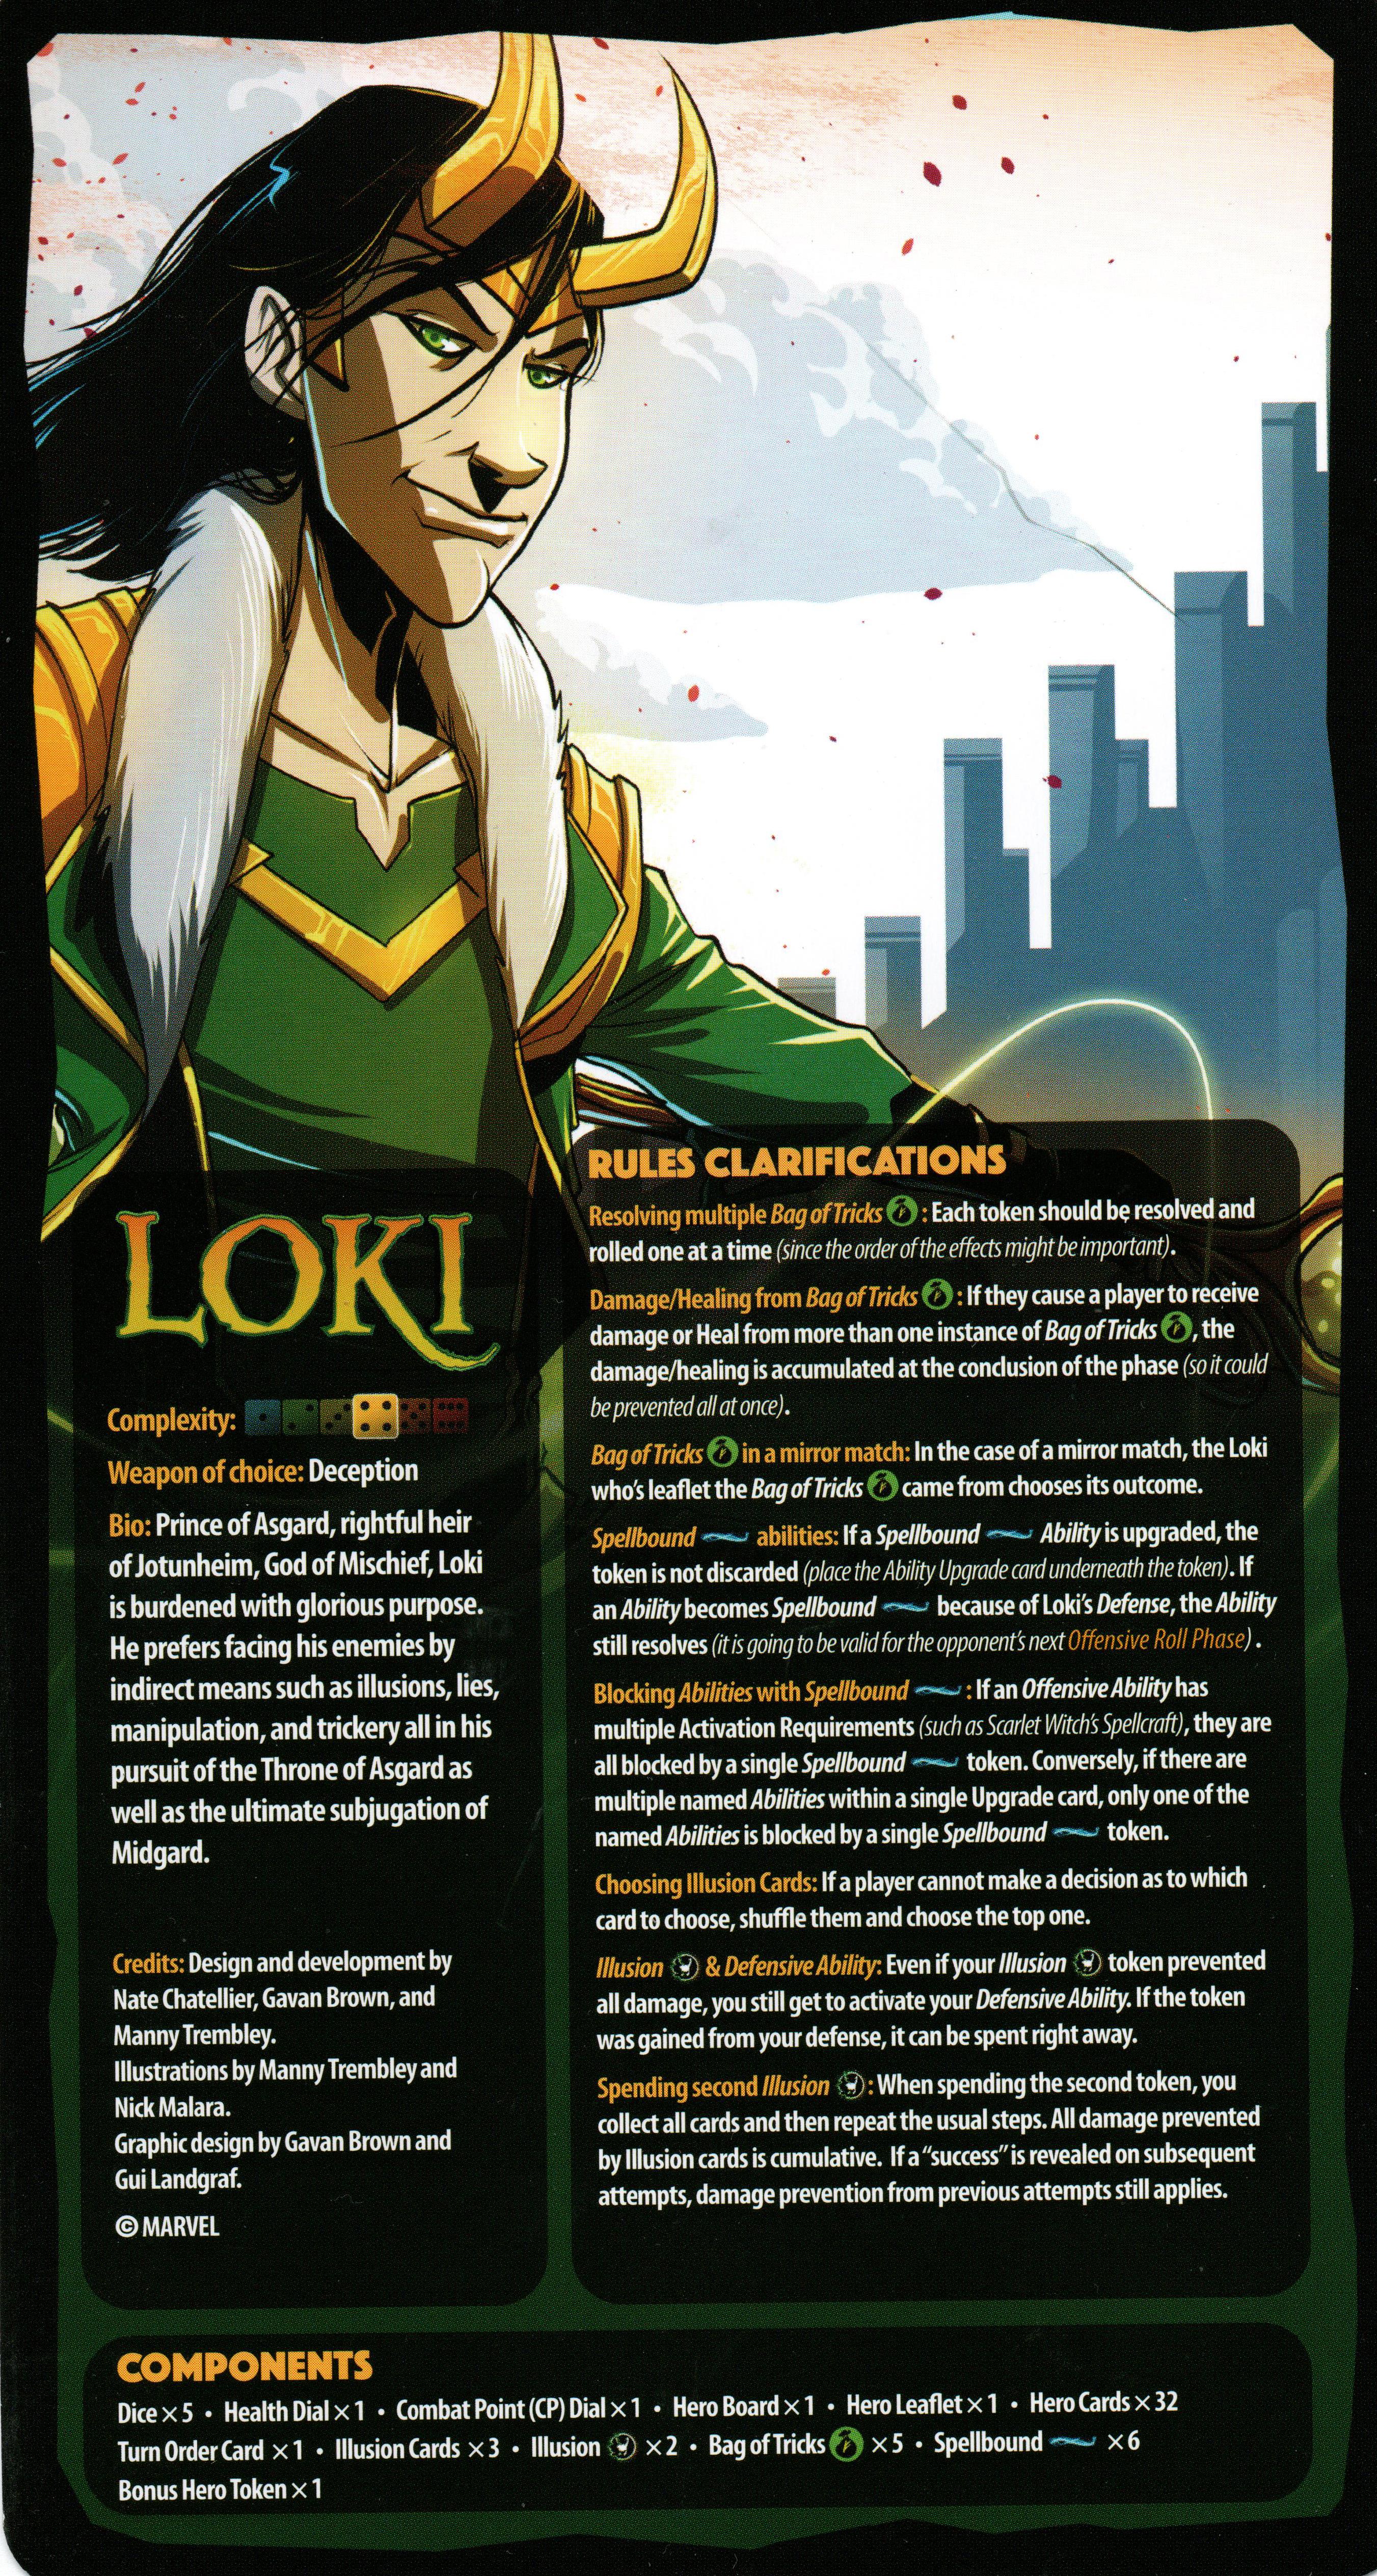 LOKI
Complexity:
Weapon of choice: Deception
Bio: Prince of Asgard, rightful heir
of Jotunheim, God of Mischief, Loki
is burdened with glorious purpose.
He prefers facing his enemies by
indirect means such as illusions, lies,
manipulation, and trickery all in his
pursuit of the Throne of Asgard as
well as the ultimate subjugation of
Midgard.
Credits: Design and development by
Nate Chatellier, Gavan Brown, and
Manny Trembley.
Illustrations by Manny Trembley and
Nick Malara.
Graphic design by Gavan Brown and
Gui Landgraf.
© MARVEL
RULES CLARIFICATIONS
Resolving multiple Bag of Tricks : Each token should be resolved and
rolled one at a time (since the order of the effects might be important).
Damage/Healing from Bag of Tricks : If they cause a player to receive
damage or Heal from more than one instance of Bag of Tricks , the
damage/healing is accumulated at the conclusion of the phase (so it could
be prevented all at once).
Bag of Tricks in a mirror match: In the case of a mirror match, the Loki
who's leaflet the Bag of Tricks came from chooses its outcome.
Spellbound abilities: If a Spellbound Ability is upgraded, the
token is not discarded (place the Ability Upgrade card underneath the token). If
an Ability becomes Spellbound because of Loki's Defense, the Ability
still resolves (it is going to be valid for the opponent's next Offensive Roll Phase) .
Blocking Abilities with Spellbound : If an Offensive Ability has
multiple Activation Requirements (such as Scarlet Witch's Spellcraft), they are
all blocked by a single Spellbound token. Conversely, if there are
multiple named Abilities within a single Upgrade card, only one of the
named Abilities is blocked by a single Spellbound token.
Choosing Illusion Cards: If a player cannot make a decision as to which
card to choose, shuffle them and choose the top one.
Illusion & Defensive Ability: Even if your Illusion token prevented
all damage, you still get to activate your Defensive Ability. If the token
was gained from your defense, it can be spent right away.
Spending second Illusion : When spending the second token, you
collect all cards and then repeat the usual steps. All damage prevented
by Illusion cards is cumulative. If a "success" is revealed on subsequent
attempts, damage prevention from previous attempts still applies.
COMPONENTS
Dice × 5 • Health Dial × 1 • Combat Point (CP) Dial × 1 • Hero Board × 1 • Hero Leaflet × 1 • Hero Cards × 32
Turn Order Card × 1 • Illusion Cards × 3 • Illusion × 2 • Bag of Tricks × 5 • Spellbound × 6
Bonus Hero Token × 1